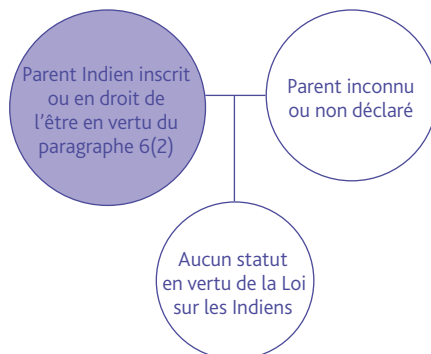 Parent Indien inscrit
ou en droit de
l'être en vertu du
paragraphe 6(2)
Parent inconnu
ou non déclaré
Aucun statut
en vertu de la Loi
sur les Indiens